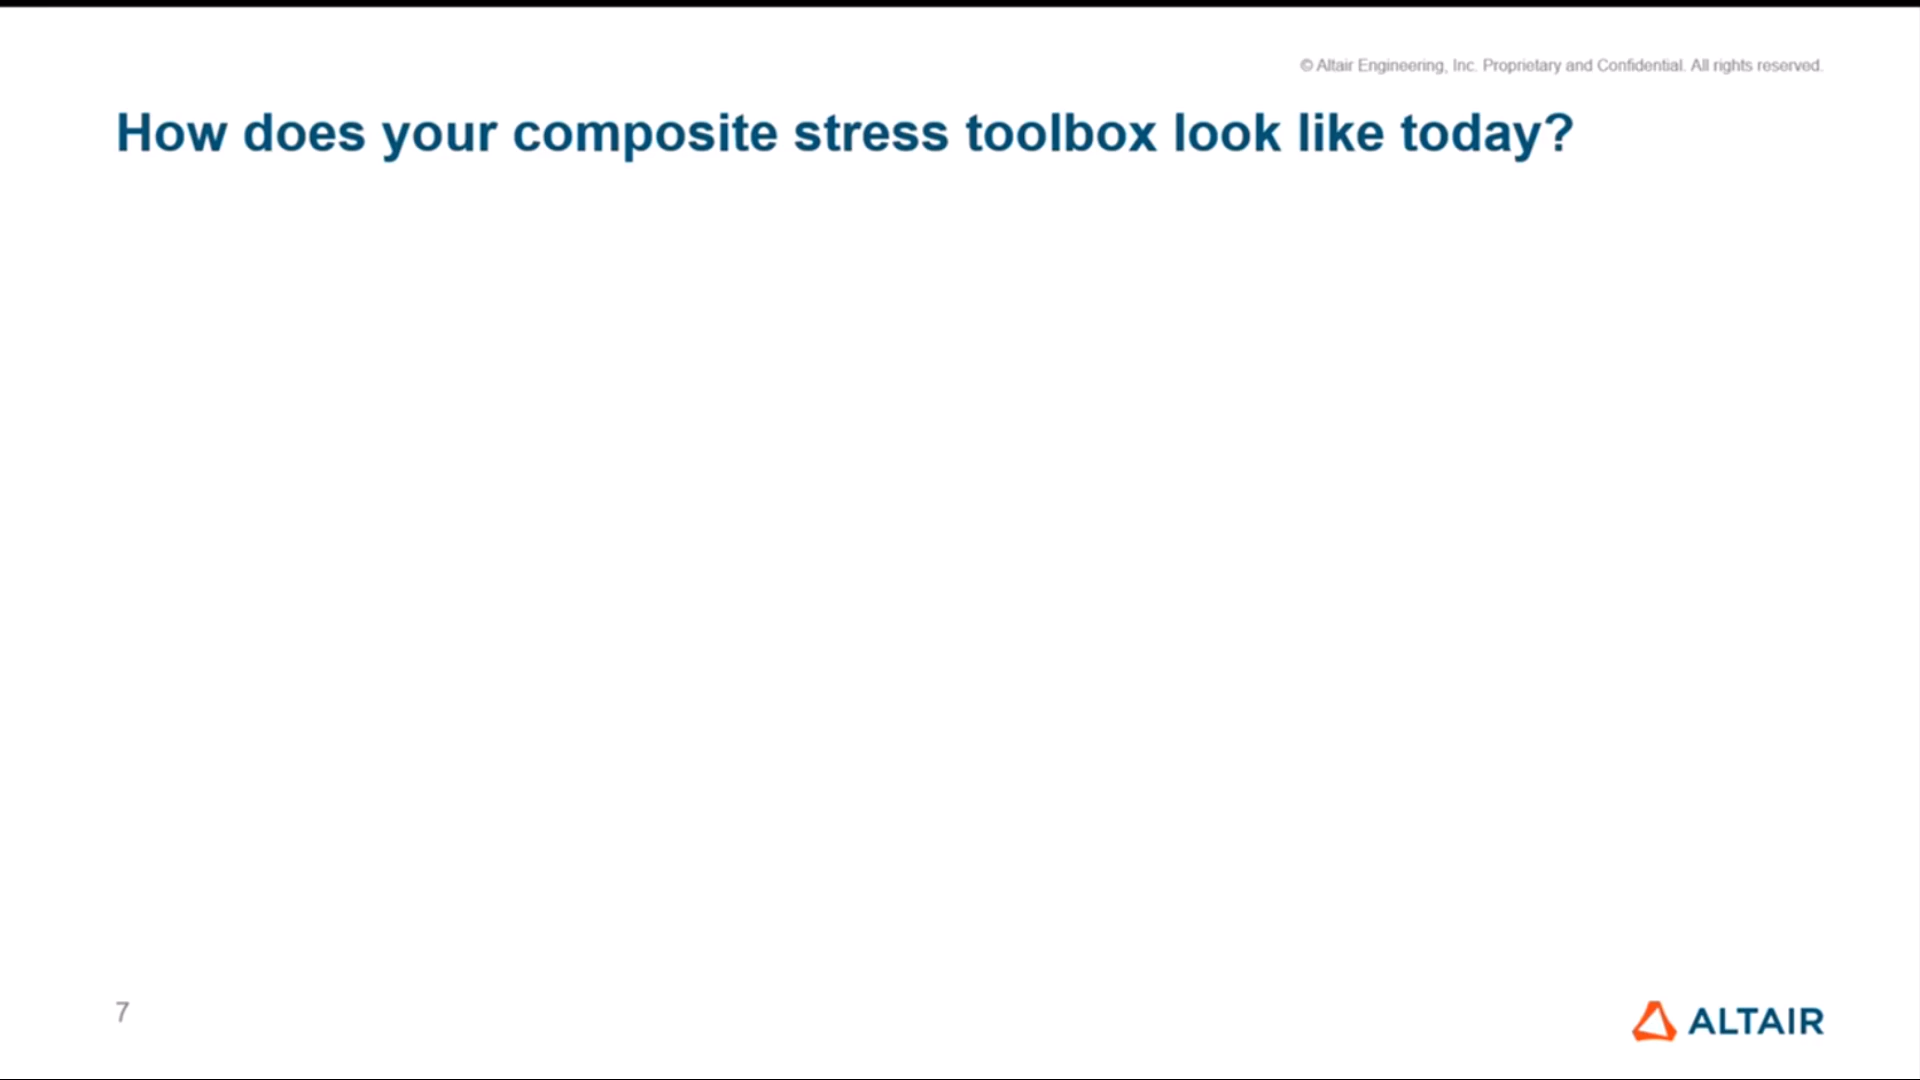 © Altair Engineering, Inc. Proprietary and Confidential. All rights reserved.
How does your composite stress toolbox look like today?
7
ALTAIR